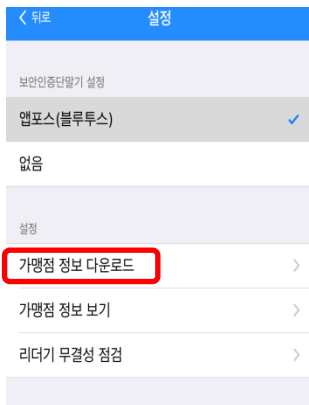 뒤로 설정
보안인증단말기 설정
앱포스(블루투스)
없음
설정
가맹점 정보 다운로드
가맹점 정보 보기
리더기 무결성 점검